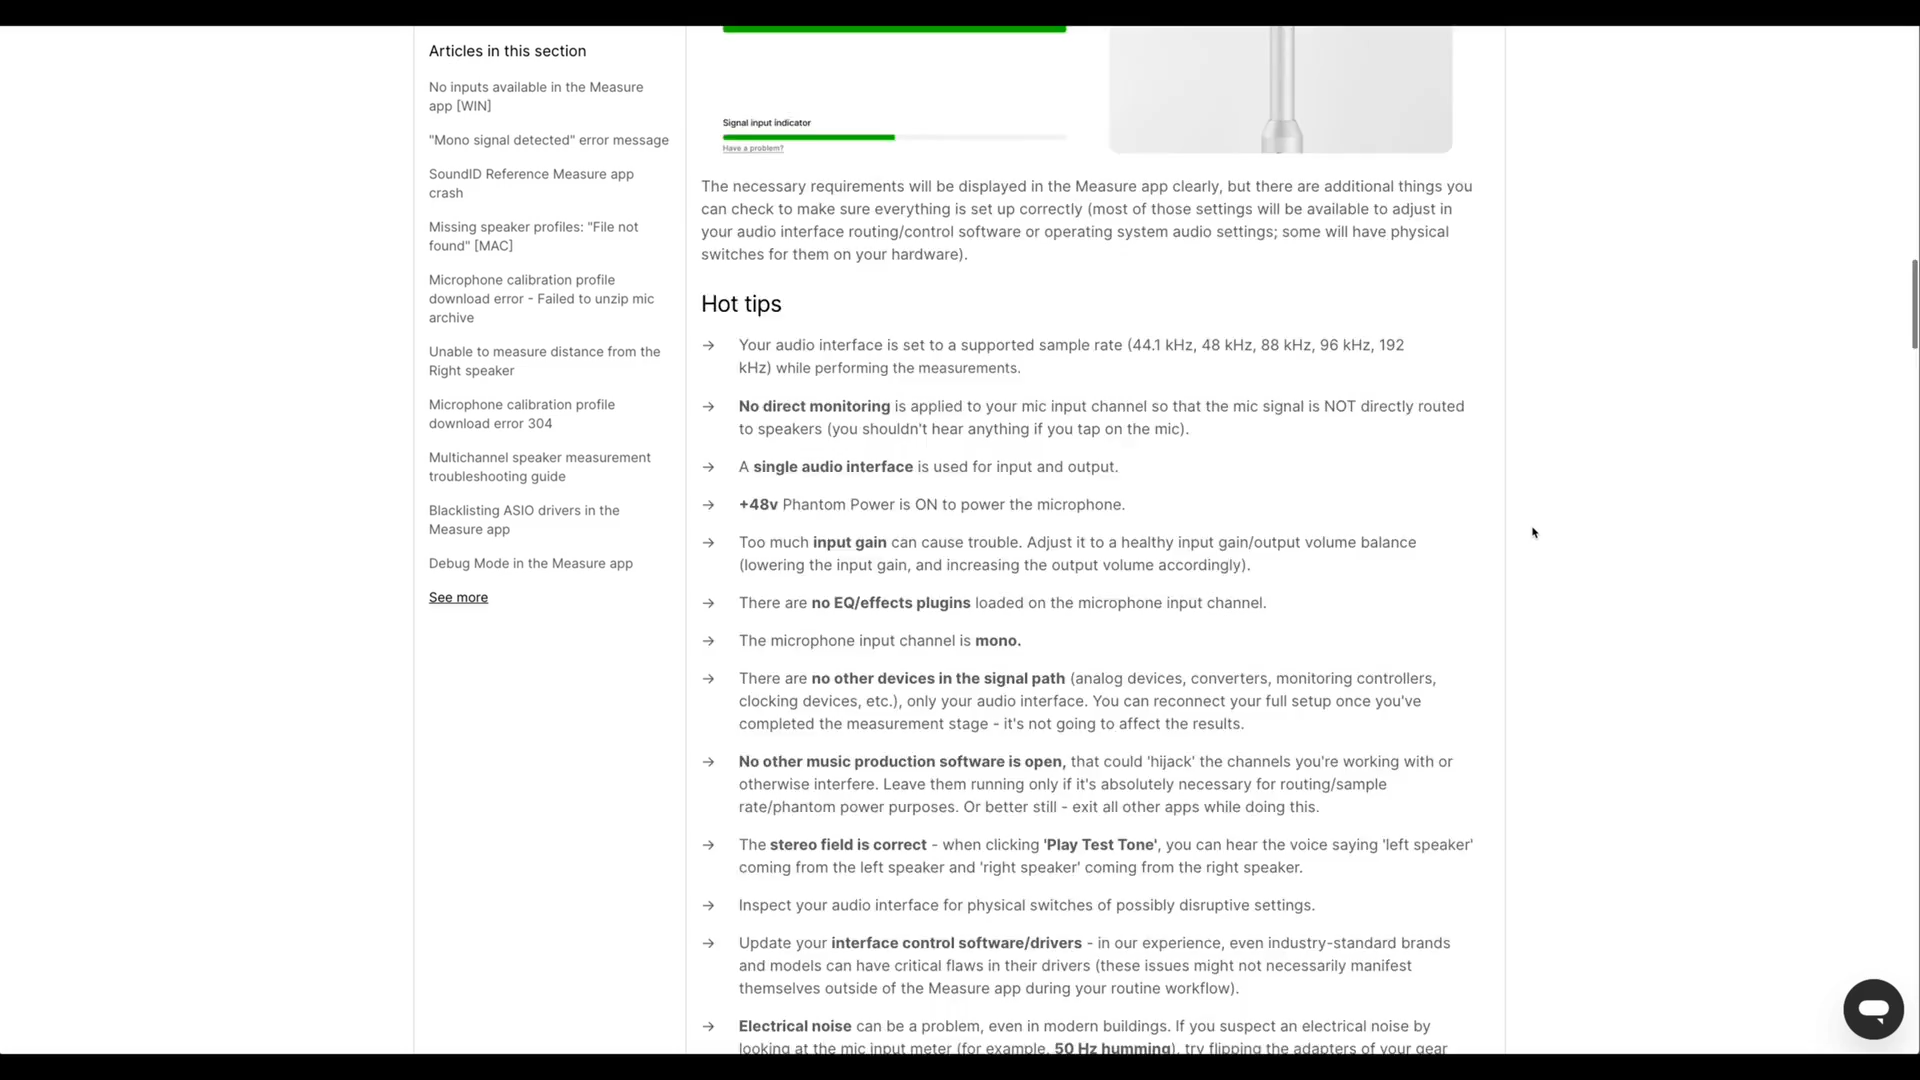 Articles in this section
No inputs available in the Measure
app [WIN]
"Mono signal detected" error message
SoundID Reference Measure app
crash
Missing speaker profiles: "File not
found" [MAC]
Microphone calibration profile
download error - Failed to unzip mic
archive
Unable to measure distance from the
Right speaker
Microphone calibration profile
download error 304
Multichannel speaker measurement
troubleshooting guide
Blacklisting ASIO drivers in the
Measure app
Debug Mode in the Measure app
See more
Signal input indicator
Have a problem?
The necessary requirements will be displayed in the Measure app clearly, but there are additional things you
can check to make sure everything is set up correctly (most of those settings will be available to adjust in
your audio interface routing/control software or operating system audio settings; some will have physical
switches for them on your hardware).
Hot tips
→ Your audio interface is set to a supported sample rate (44.1 kHz, 48 kHz, 88 kHz, 96 kHz, 192
kHz) while performing the measurements.
→ No direct monitoring is applied to your mic input channel so that the mic signal is NOT directly routed
to speakers (you shouldn't hear anything if you tap on the mic).
→ A single audio interface is used for input and output.
→ +48v Phantom Power is ON to power the microphone.
→ Too much input gain can cause trouble. Adjust it to a healthy input gain/output volume balance
(lowering the input gain, and increasing the output volume accordingly).
→ There are no EQ/effects plugins loaded on the microphone input channel.
→ The microphone input channel is mono.
→ There are no other devices in the signal path (analog devices, converters, monitoring controllers,
clocking devices, etc.), only your audio interface. You can reconnect your full setup once you've
completed the measurement stage - it's not going to affect the results.
→ No other music production software is open, that could 'hijack' the channels you're working with or
otherwise interfere. Leave them running only if it's absolutely necessary for routing/sample
rate/phantom power purposes. Or better still - exit all other apps while doing this.
→ The stereo field is correct - when clicking 'Play Test Tone', you can hear the voice saying 'left speaker'
coming from the left speaker and 'right speaker' coming from the right speaker.
→ Inspect your audio interface for physical switches of possibly disruptive settings.
→ Update your interface control software/drivers - in our experience, even industry-standard brands
and models can have critical flaws in their drivers (these issues might not necessarily manifest
themselves outside of the Measure app during your routine workflow).
→ Electrical noise can be a problem, even in modern buildings. If you suspect an electrical noise by
looking at the mic input meter (for example, 50 Hz humming), try flipping the adapters of your gear